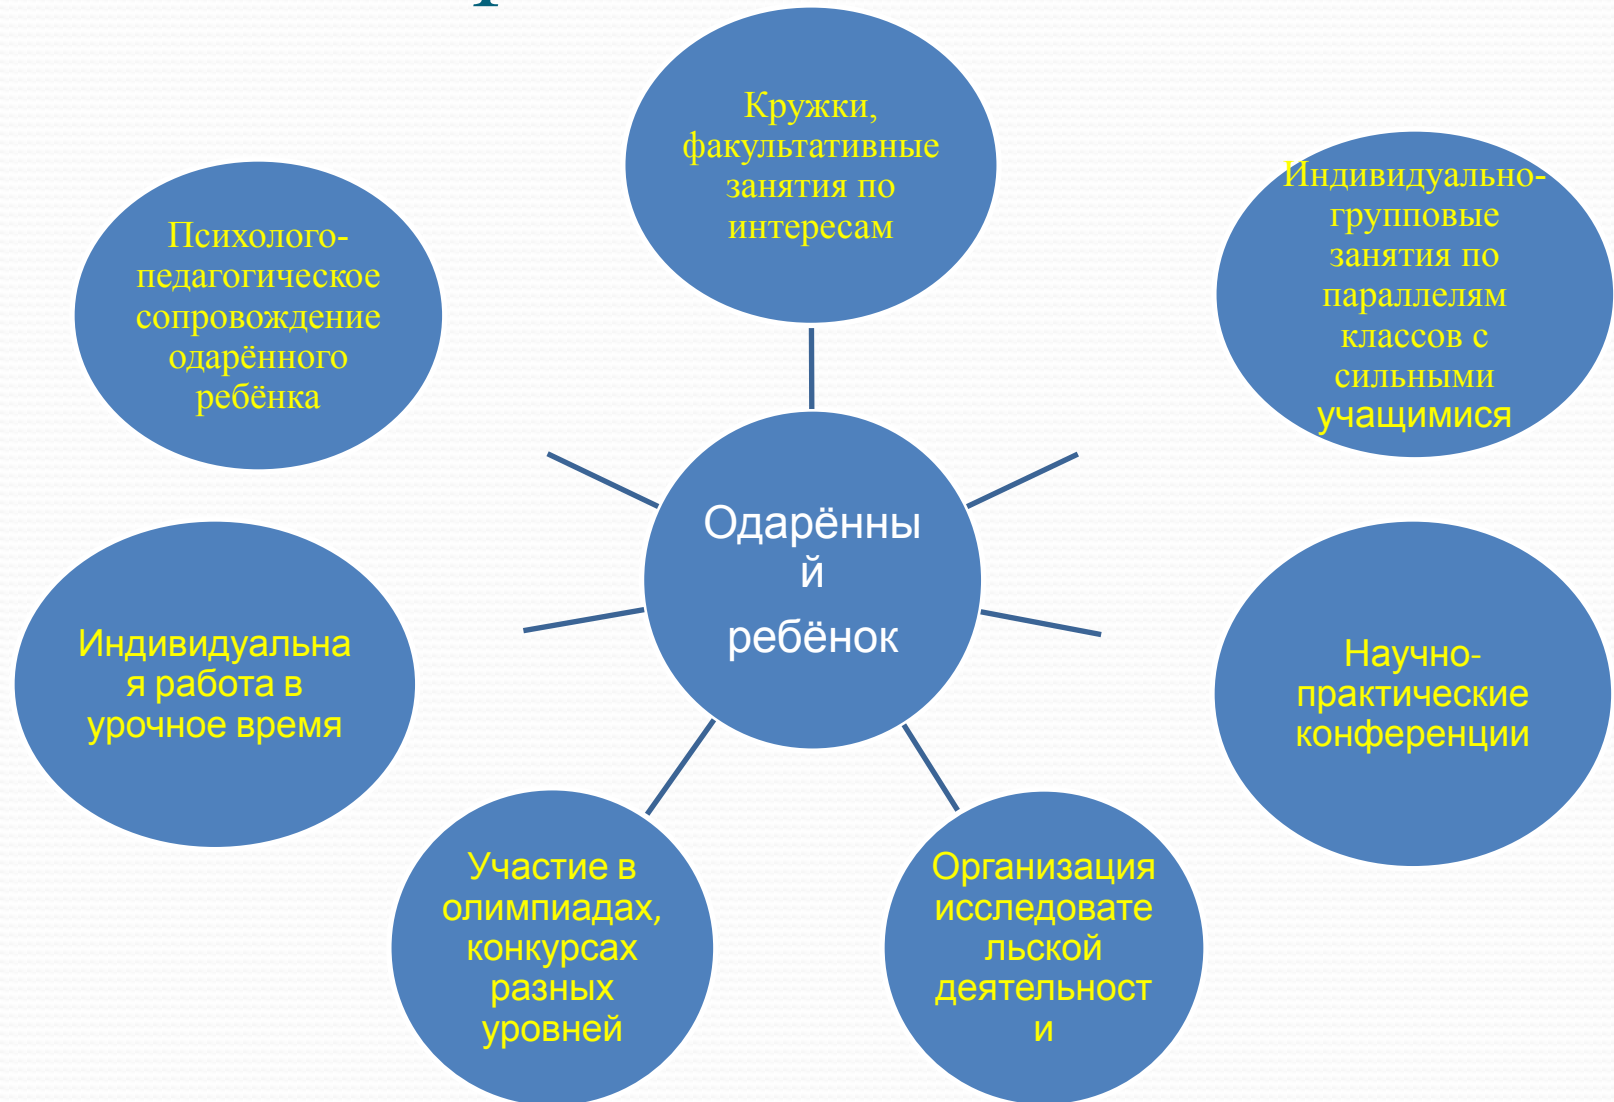 Кружки,
факультативные
занятия по
интересам
Индивидуально-
групповые
занятия по
параллелям
классов с
сильными
учащимися
Научно-
практические
конференции
Организация
исследовате
льской
деятельност
и
Участие в
олимпиадах,
конкурсах
разных
уровней
Индивидуальна
я работа в
урочное время
Психолого-
педагогическое
сопровождение
одарённого
ребёнка
Одарённы
й
ребёнок